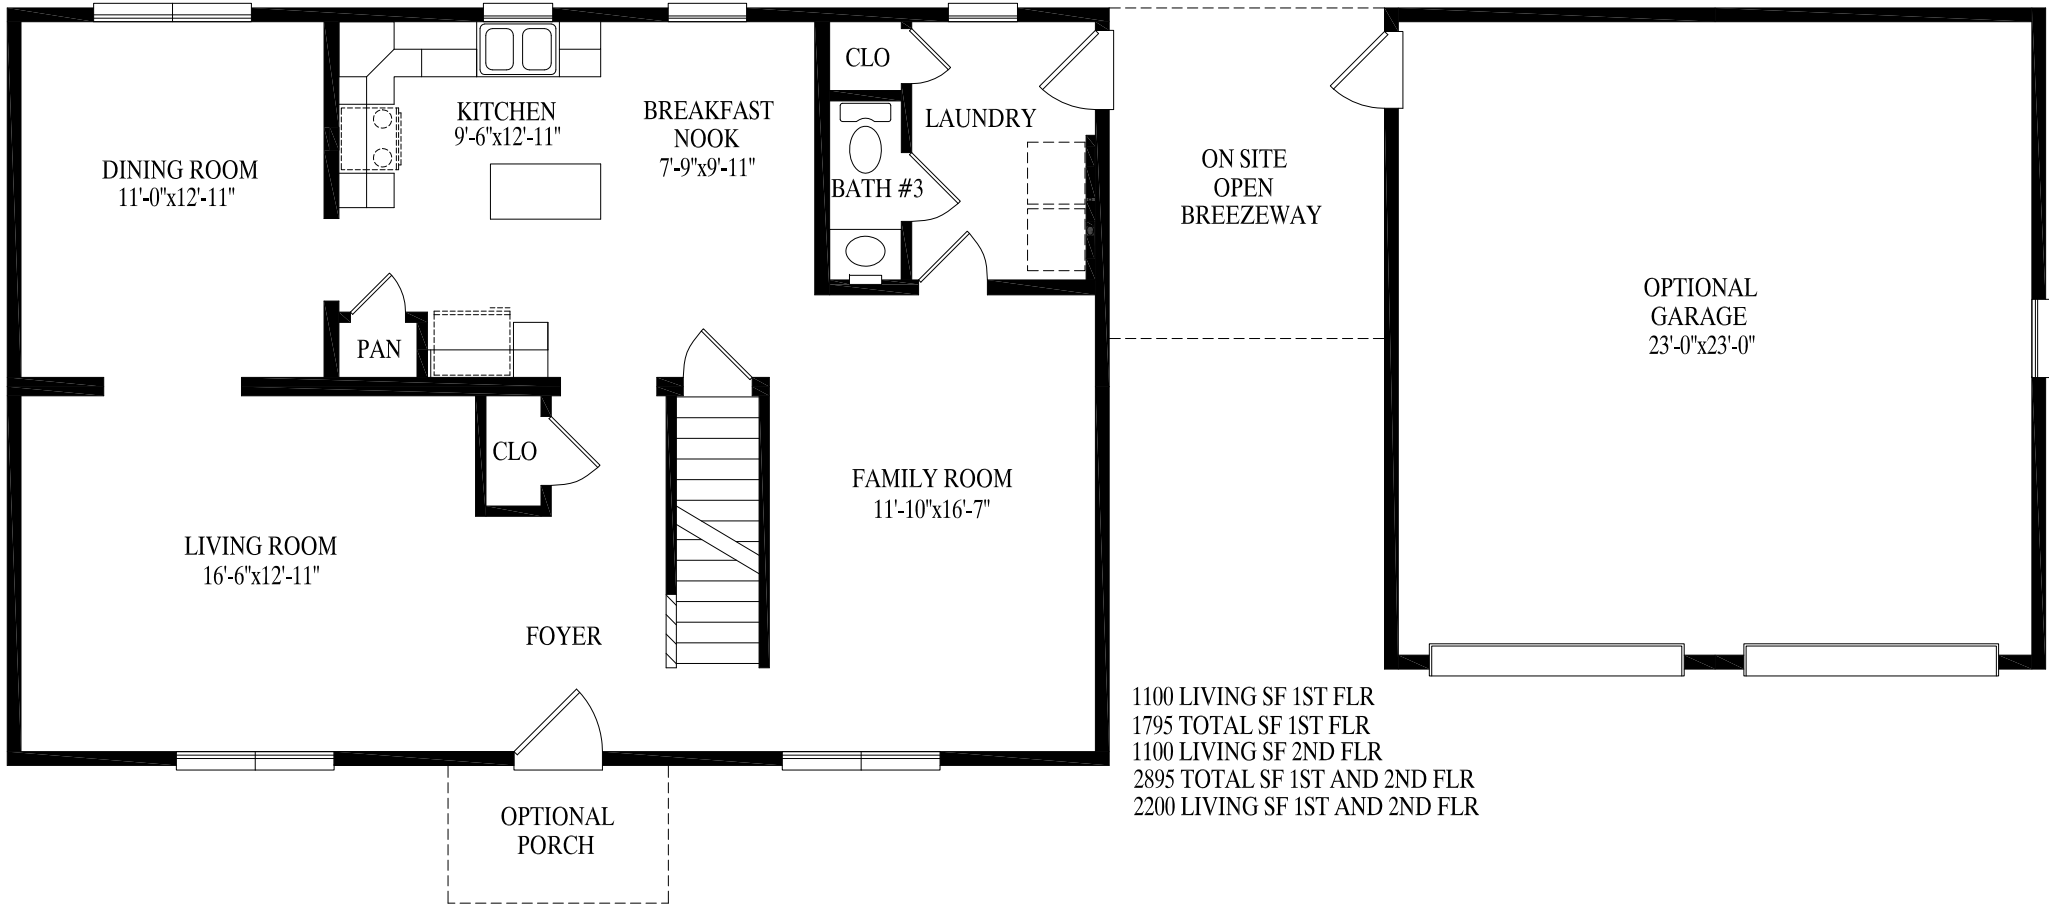 CLO
KITCHEN
9'-6"x12'-11"
BREAKFAST
NOOK
7'-9"x9'-11"
LAUNDRY
DINING ROOM
11'-0"x12'-11"
BATH #3
ON SITE
OPEN
BREEZEWAY
OPTIONAL
GARAGE
23'-0"x23'-0"
PAN
CLO
FAMILY ROOM
11'-10"x16'-7"
LIVING ROOM
16'-6"x12'-11"
FOYER
1100 LIVING SF 1ST FLR
1795 TOTAL SF 1ST FLR
1100 LIVING SF 2ND FLR
2895 TOTAL SF 1ST AND 2ND FLR
2200 LIVING SF 1ST AND 2ND FLR
OPTIONAL
PORCH